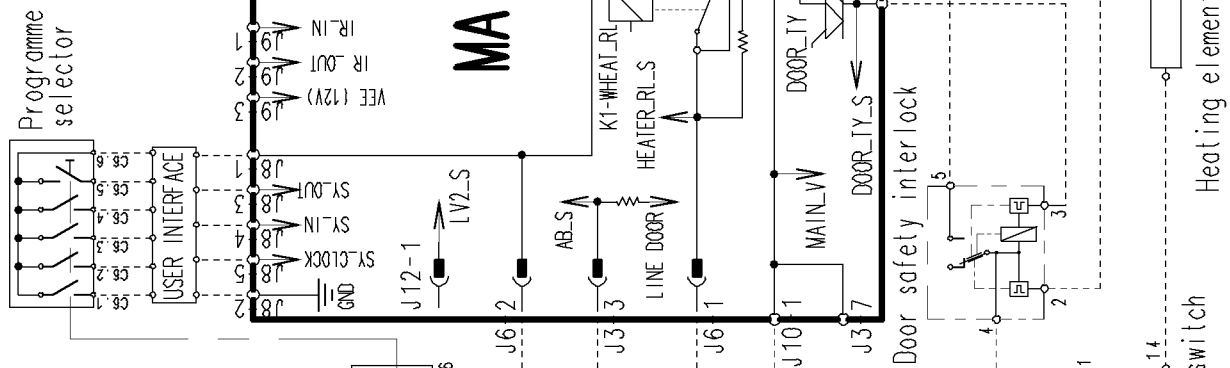 Programme
selector
C6.6
C6.5
C6.4
C6.3
C6.2
C6.1
USER INTERFACE
J9 1
IR_IN
J9 2
IR_OUT
J9 3
VEE (12V)
J8 1
J8 3
SY_OUT
J8 4
SY_IN
J8 5
SY_CLOCK
J8 2
GND
MA
J12-1
LV2_S
J6 2
AB_S
J3 3
LINE DOOR
K1-WHEAT_RL
HEATER_RL_S
J6 1
DOOR_TY
MAIN_V
DOOR_TY_S
J10 1
J3 7
Door safety interlock
5
3
2
4
1
14
Heating elemen
switch